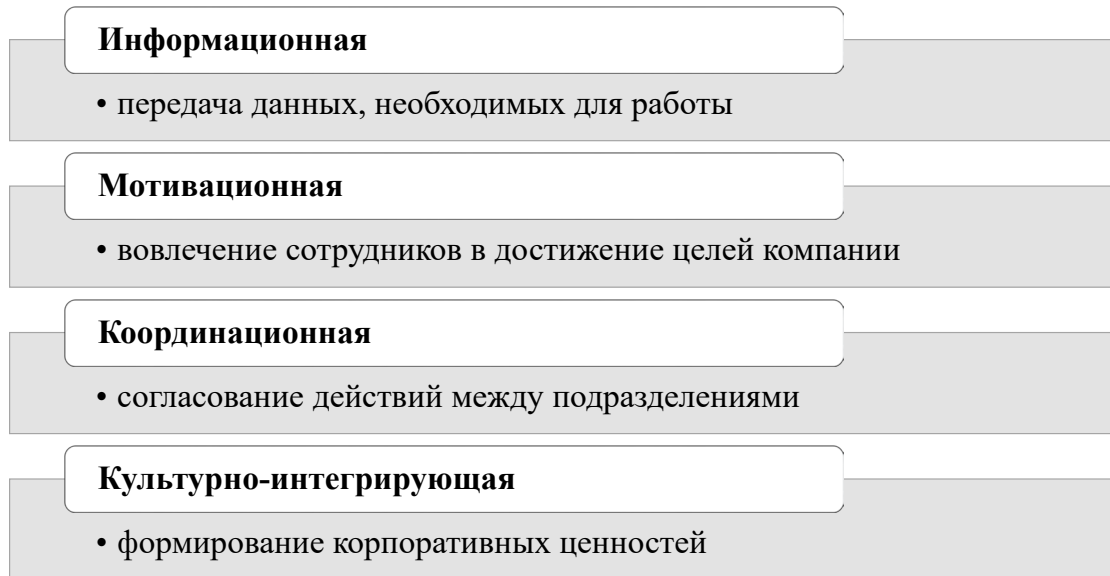 Информационная
• передача данных, необходимых для работы
Мотивационная
• вовлечение сотрудников в достижение целей компании
Координационная
• согласование действий между подразделениями
Культурно-интегрирующая
• формирование корпоративных ценностей